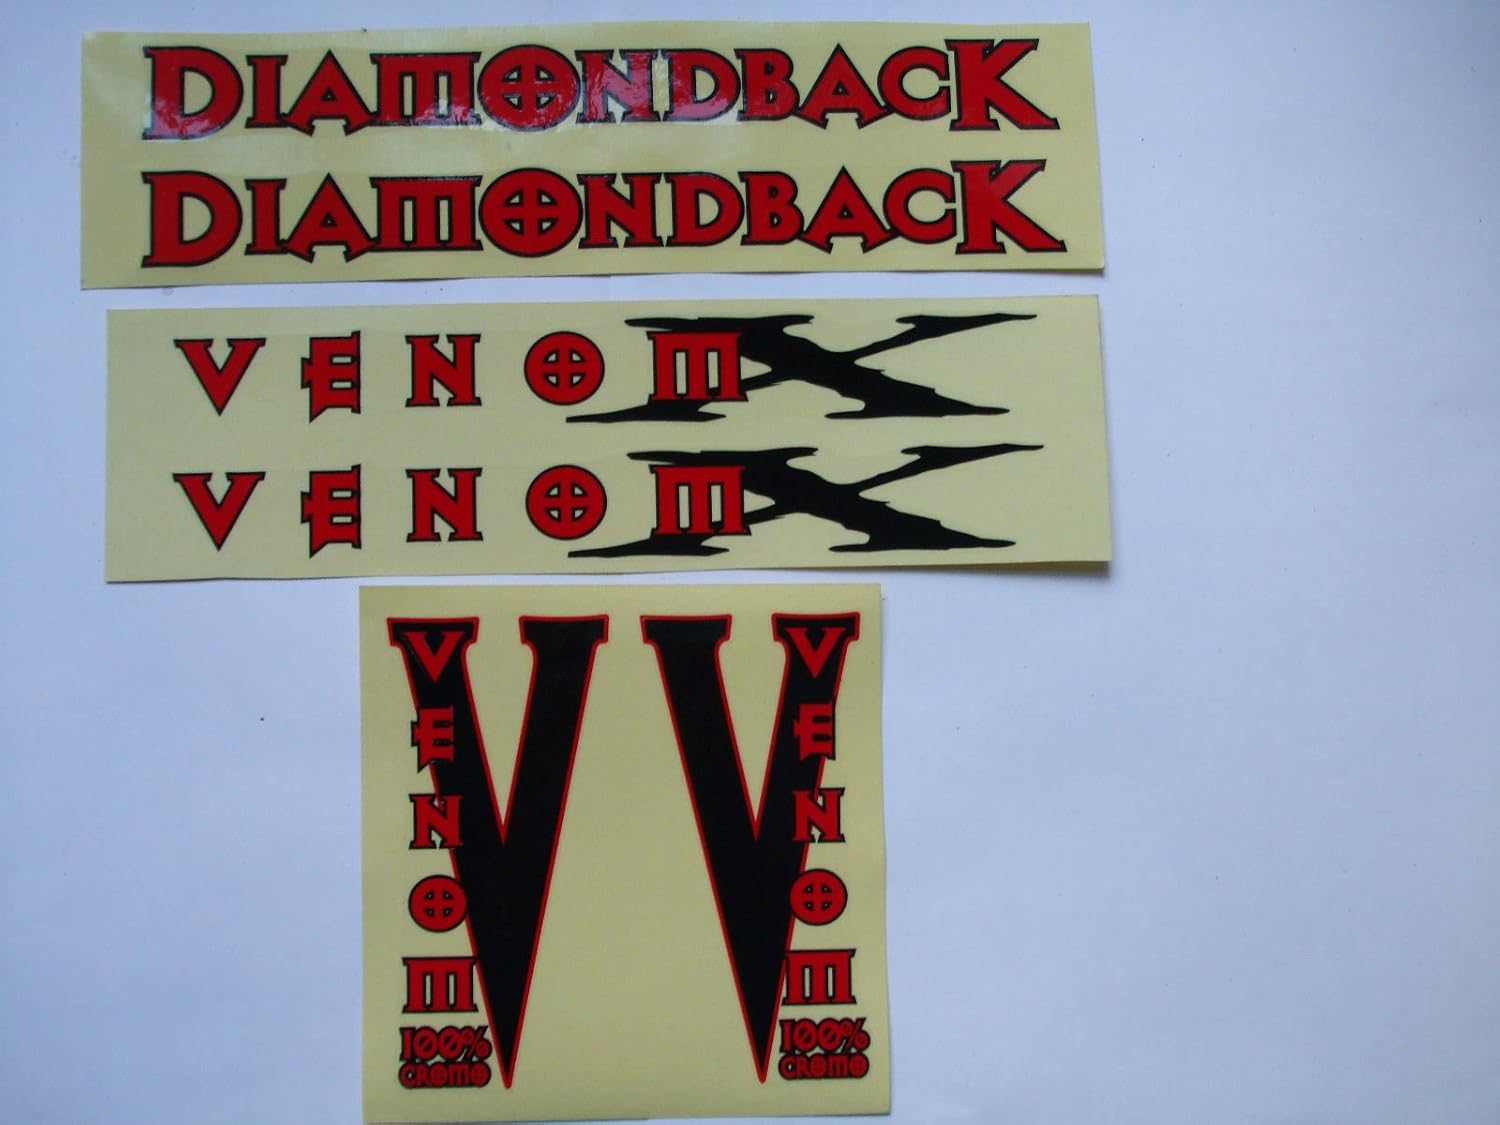 DIAMONDBACK
DIAMONDBACK
VENOM X
VENOM X
V VENOM
100%
CROMO
V VENOM
100%
CROMO